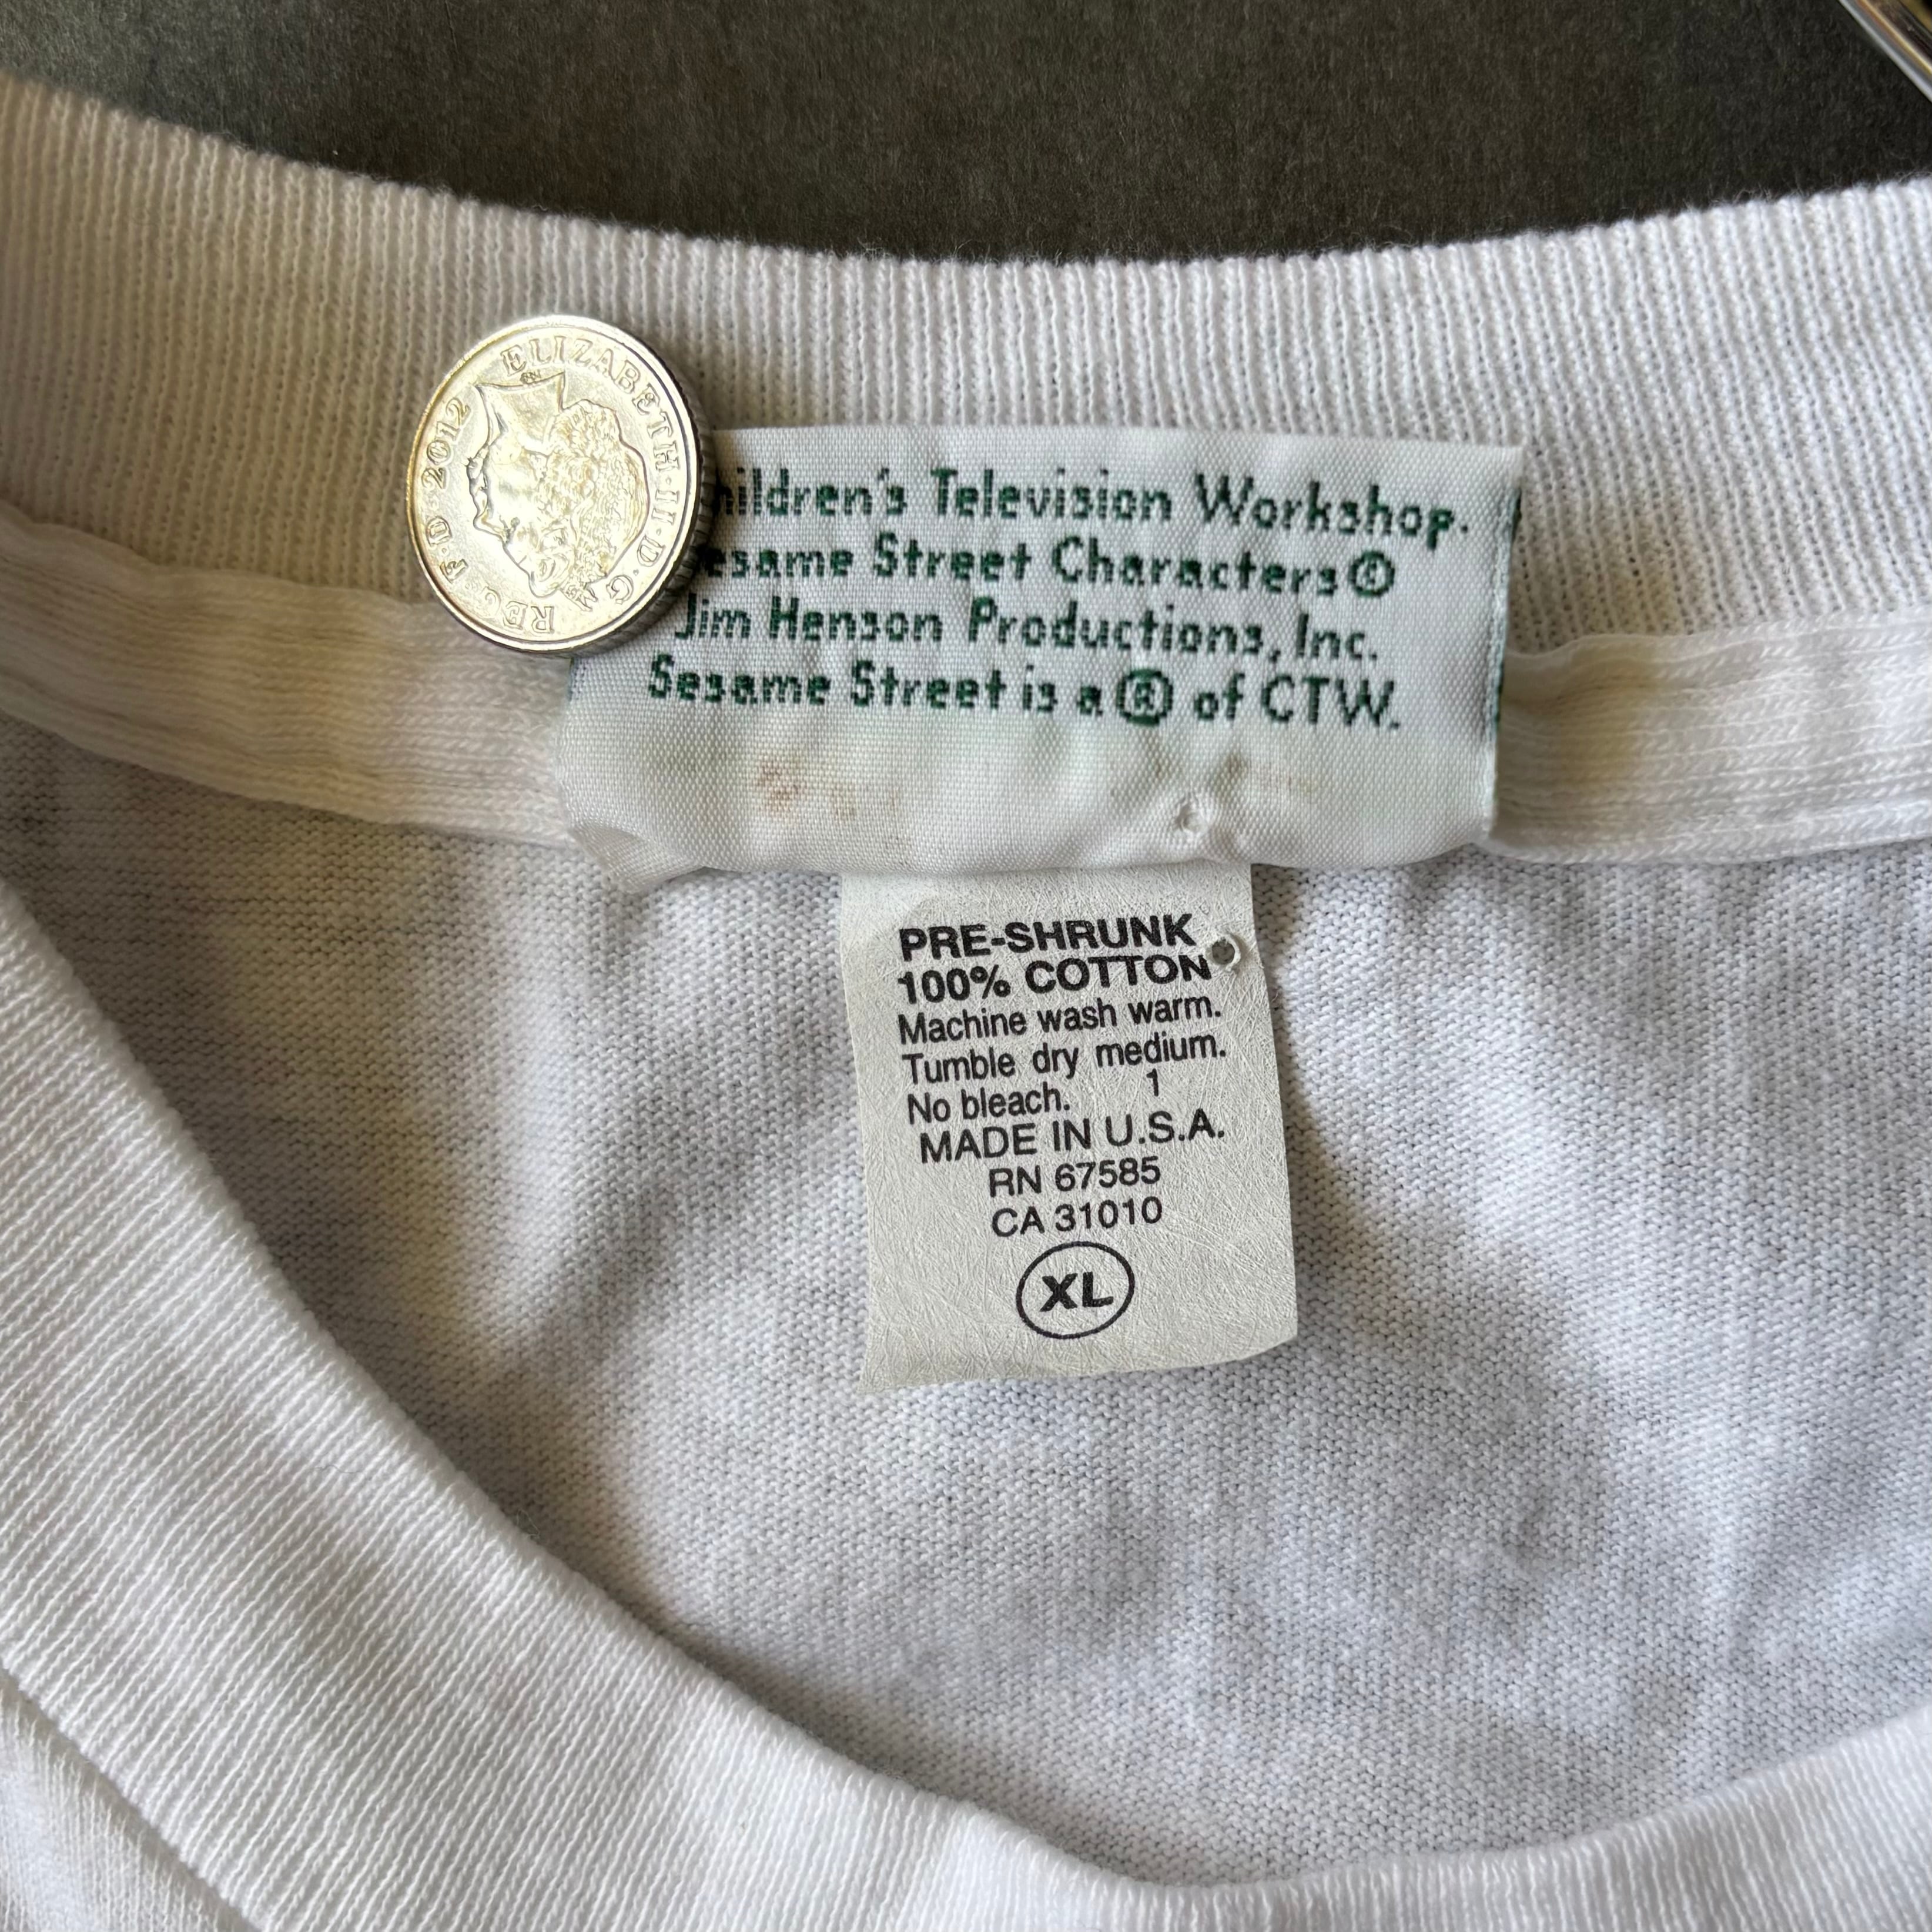 ELIZABETH·II·D·G REG·F·D 2012
ildren's Television Workshop.
esame Street Characters ©
Jim Henson Productions, Inc.
Sesame Street is a ® of CTW.
PRE-SHRUNK
100% COTTON
Machine wash warm.
Tumble dry medium.
No bleach. 1
MADE IN U.S.A.
RN 67585
CA 31010
XL